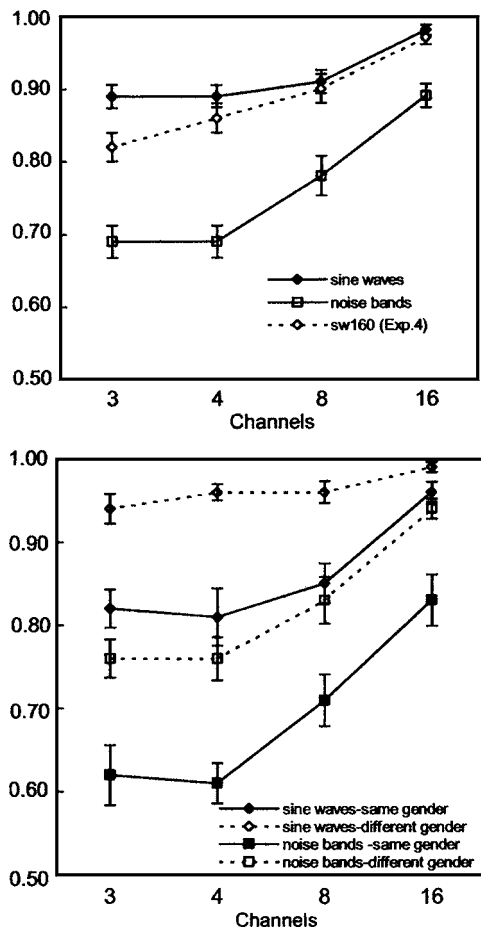 1.00
0.90
0.80
0.70
0.60
0.50
sine waves
noise bands
sw160 (Exp.4)
3 4 8 16
Channels
1.00
0.90
0.80
0.70
0.60
0.50
sine waves-same gender
sine waves-different gender
noise bands -same gender
noise bands-different gender
3 4 8 16
Channels